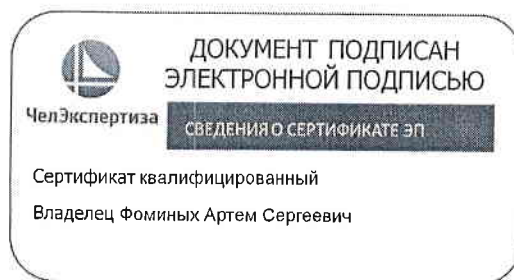 ДОКУМЕНТ ПОДПИСАН
ЭЛЕКТРОННОЙ ПОДПИСЬЮ
ЧелЭкспертиза
СВЕДЕНИЯ О СЕРТИФИКАТЕ ЭП
Сертификат квалифицированный
Владелец Фоминых Артем Сергеевич